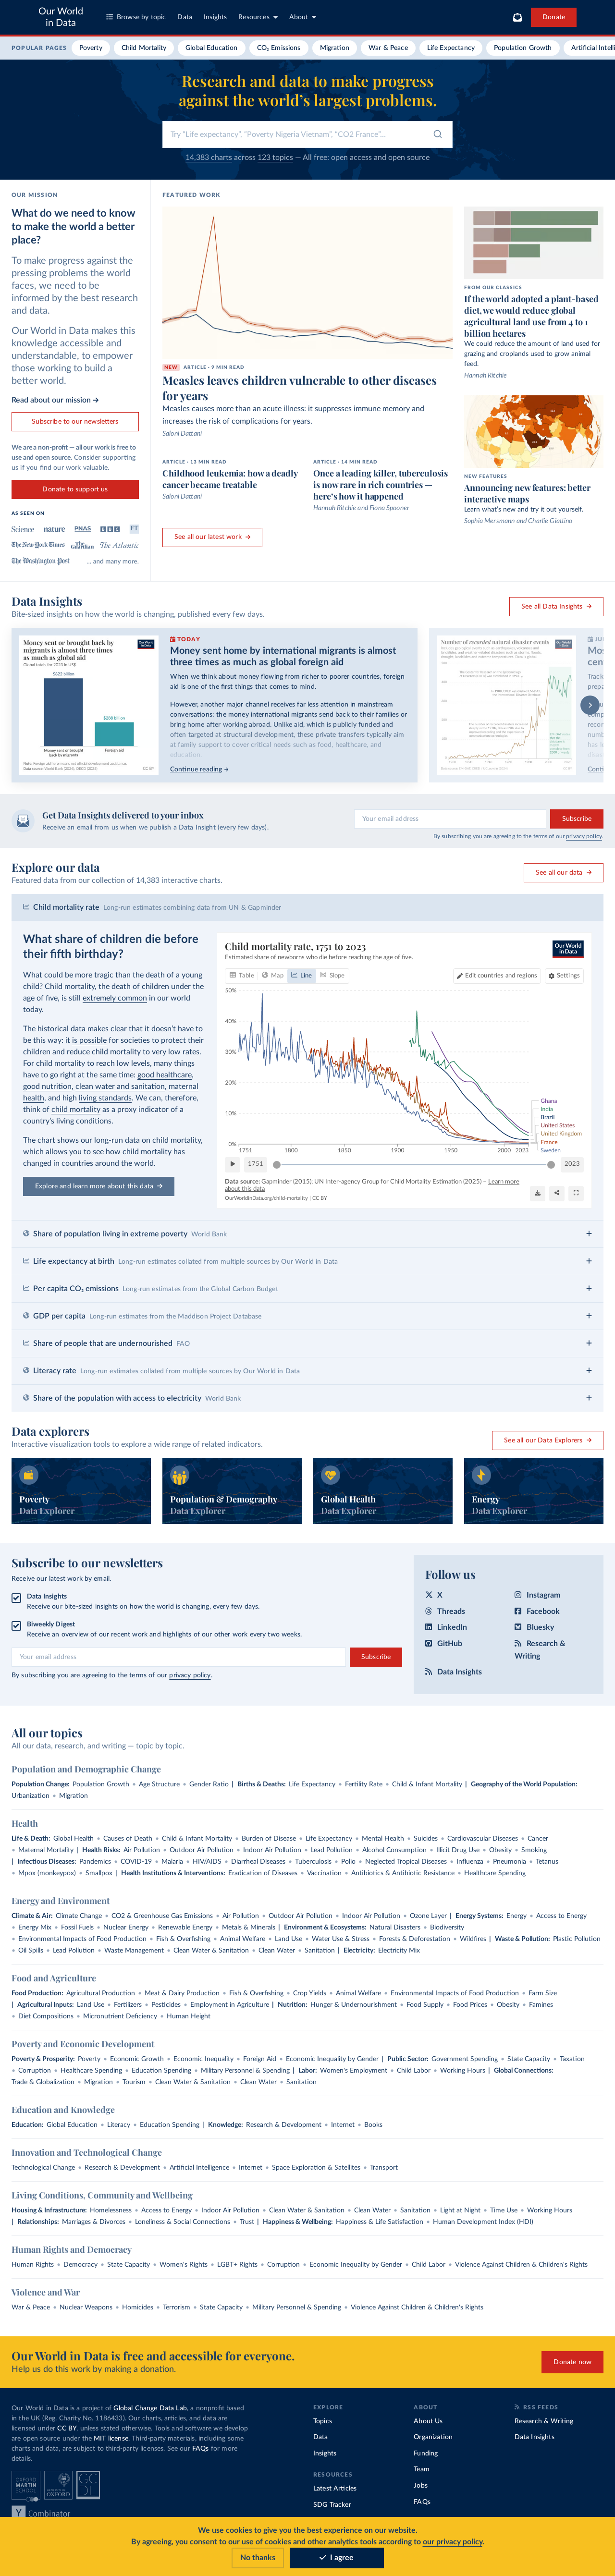 Our World
in Data
Browse by topic
Data
Insights
Resources
About
Donate
POPULAR PAGES
Poverty
Child Mortality
Global Education
CO₂ Emissions
Migration
War & Peace
Life Expectancy
Population Growth
Artificial Intelli
Research and data to make progress
against the world’s largest problems.
Try "Life expectancy", "Poverty Nigeria Vietnam", "CO2 France"...
14,383 charts across 123 topics — All free: open access and open source
OUR MISSION
What do we need to know
to make the world a better
place?
To make progress against the
pressing problems the world
faces, we need to be
informed by the best research
and data.
Our World in Data makes this
knowledge accessible and
understandable, to empower
those working to build a
better world.
Read about our mission →
Subscribe to our newsletters
We are a non-profit — all our work is free to
use and open source. Consider supporting
us if you find our work valuable.
Donate to support us
AS SEEN ON
Science
nature
PNAS
BBC
FT
The New York Times
The Guardian
The Atlantic
The Washington Post
... and many more.
FEATURED WORK
NEW ARTICLE - 9 MIN READ
Measles leaves children vulnerable to other diseases
for years
Measles causes more than an acute illness: it suppresses immune memory and
increases the risk of complications for years.
Saloni Dattani
ARTICLE - 13 MIN READ
Childhood leukemia: how a deadly
cancer became treatable
Saloni Dattani
ARTICLE - 14 MIN READ
Once a leading killer, tuberculosis
is now rare in rich countries —
here’s how it happened
Hannah Ritchie and Fiona Spooner
See all our latest work →
FROM OUR CLASSICS
If the world adopted a plant-based
diet, we would reduce global
agricultural land use from 4 to 1
billion hectares
We could reduce the amount of land used for
grazing and croplands used to grow animal
feed.
Hannah Ritchie
NEW FEATURES
Announcing new features: better
interactive maps
Learn what's new and try it out yourself.
Sophia Mersmann and Charlie Giattino
Data Insights
Bite-sized insights on how the world is changing, published every few days.
See all Data Insights →
Money sent or brought back by
migrants is almost three times
as much as global aid
Our World
in Data
$622 billion
$206 billion
Money sent or brought
back by migrants
Foreign aid
CC BY
TODAY
Money sent home by international migrants is almost
three times as much as global foreign aid
When we think about money flowing from richer to poorer countries, foreign
aid is one of the first things that comes to mind.
However, another major channel receives far less attention in mainstream
conversations: the money international migrants send back to their families or
bring home after working abroad. Unlike aid, which is publicly funded and
often targeted at structural development, these private transfers typically aim
at family support to cover critical needs such as food, healthcare, and
education.
Continue reading →
Number of recorded natural disaster events
Get Data Insights delivered to your inbox
Receive an email from us when we publish a Data Insight (every few days).
Your email address
Subscribe
By subscribing you are agreeing to the terms of our privacy policy.
Explore our data
Featured data from our collection of 14,383 interactive charts.
See all our data →
Child mortality rate Long-run estimates combining data from UN & Gapminder
What share of children die before
their fifth birthday?
What could be more tragic than the death of a young
child? Child mortality, the death of children under the
age of five, is still extremely common in our world
today.
The historical data makes clear that it doesn’t have to
be this way: it is possible for societies to protect their
children and reduce child mortality to very low rates.
For child mortality to reach low levels, many things
have to go right at the same time: good healthcare,
good nutrition, clean water and sanitation, maternal
health, and high living standards. We can, therefore,
think of child mortality as a proxy indicator of a
country’s living conditions.
The chart shows our long-run data on child mortality,
which allows you to see how child mortality has
changed in countries around the world.
Explore and learn more about this data →
Child mortality rate, 1751 to 2023
Estimated share of newborns who die before reaching the age of five.
Our World
in Data
Table
Map
Line
Slope
Edit countries and regions
Settings
50%
40%
30%
20%
10%
0%
1751
1800
1850
1900
1950
2000
2023
Ghana
India
Brazil
United States
United Kingdom
France
Sweden
1751
2023
Data source: Gapminder (2015); UN Inter-agency Group for Child Mortality Estimation (2025) – Learn more
about this data
OurWorldinData.org/child-mortality | CC BY
Share of population living in extreme poverty World Bank
Life expectancy at birth Long-run estimates collated from multiple sources by Our World in Data
Per capita CO₂ emissions Long-run estimates from the Global Carbon Budget
GDP per capita Long-run estimates from the Maddison Project Database
Share of people that are undernourished FAO
Literacy rate Long-run estimates collated from multiple sources by Our World in Data
Share of the population with access to electricity World Bank
Data explorers
Interactive visualization tools to explore a wide range of related indicators.
See all our Data Explorers →
Poverty
Data Explorer
Population & Demography
Data Explorer
Global Health
Data Explorer
Energy
Data Explorer
Subscribe to our newsletters
Receive our latest work by email.
Data Insights
Receive our bite-sized insights on how the world is changing, every few days.
Biweekly Digest
Receive an overview of our recent work and highlights of our other work every two weeks.
Your email address
Subscribe
By subscribing you are agreeing to the terms of our privacy policy.
Follow us
X
Instagram
Threads
Facebook
LinkedIn
Bluesky
GitHub
Research &
Writing
Data Insights
All our topics
All our data, research, and writing — topic by topic.
Population and Demographic Change
Population Change: Population Growth • Age Structure • Gender Ratio | Births & Deaths: Life Expectancy • Fertility Rate • Child & Infant Mortality | Geography of the World Population:
Urbanization • Migration
Health
Life & Death: Global Health • Causes of Death • Child & Infant Mortality • Burden of Disease • Life Expectancy • Mental Health • Suicides • Cardiovascular Diseases • Cancer
• Maternal Mortality | Health Risks: Air Pollution • Outdoor Air Pollution • Indoor Air Pollution • Lead Pollution • Alcohol Consumption • Illicit Drug Use • Obesity • Smoking
| Infectious Diseases: Pandemics • COVID-19 • Malaria • HIV/AIDS • Diarrheal Diseases • Tuberculosis • Polio • Neglected Tropical Diseases • Influenza • Pneumonia • Tetanus
• Mpox (monkeypox) • Smallpox | Health Institutions & Interventions: Eradication of Diseases • Vaccination • Antibiotics & Antibiotic Resistance • Healthcare Spending
Energy and Environment
Climate & Air: Climate Change • CO2 & Greenhouse Gas Emissions • Air Pollution • Outdoor Air Pollution • Indoor Air Pollution • Ozone Layer | Energy Systems: Energy • Access to Energy
• Energy Mix • Fossil Fuels • Nuclear Energy • Renewable Energy • Metals & Minerals | Environment & Ecosystems: Natural Disasters • Biodiversity
• Environmental Impacts of Food Production • Fish & Overfishing • Animal Welfare • Land Use • Water Use & Stress • Forests & Deforestation • Wildfires | Waste & Pollution: Plastic Pollution
• Oil Spills • Lead Pollution • Waste Management • Clean Water & Sanitation • Clean Water • Sanitation | Electricity: Electricity Mix
Food and Agriculture
Food Production: Agricultural Production • Meat & Dairy Production • Fish & Overfishing • Crop Yields • Animal Welfare • Environmental Impacts of Food Production • Farm Size
| Agricultural Inputs: Land Use • Fertilizers • Pesticides • Employment in Agriculture | Nutrition: Hunger & Undernourishment • Food Supply • Food Prices • Obesity • Famines
• Diet Compositions • Micronutrient Deficiency • Human Height
Poverty and Economic Development
Poverty & Prosperity: Poverty • Economic Growth • Economic Inequality • Foreign Aid • Economic Inequality by Gender | Public Sector: Government Spending • State Capacity • Taxation
• Corruption • Healthcare Spending • Education Spending • Military Personnel & Spending | Labor: Women's Employment • Child Labor • Working Hours | Global Connections:
Trade & Globalization • Migration • Tourism • Clean Water & Sanitation • Clean Water • Sanitation
Education and Knowledge
Education: Global Education • Literacy • Education Spending | Knowledge: Research & Development • Internet • Books
Innovation and Technological Change
Technological Change • Research & Development • Artificial Intelligence • Internet • Space Exploration & Satellites • Transport
Living Conditions, Community and Wellbeing
Housing & Infrastructure: Homelessness • Access to Energy • Indoor Air Pollution • Clean Water & Sanitation • Clean Water • Sanitation • Light at Night • Time Use • Working Hours
| Relationships: Marriages & Divorces • Loneliness & Social Connections • Trust | Happiness & Wellbeing: Happiness & Life Satisfaction • Human Development Index (HDI)
Human Rights and Democracy
Human Rights • Democracy • State Capacity • Women's Rights • LGBT+ Rights • Corruption • Economic Inequality by Gender • Child Labor • Violence Against Children & Children's Rights
Violence and War
War & Peace • Nuclear Weapons • Homicides • Terrorism • State Capacity • Military Personnel & Spending • Violence Against Children & Children's Rights
Our World in Data is free and accessible for everyone.
Help us do this work by making a donation.
Donate now
Our World in Data is a project of Global Change Data Lab, a nonprofit based
in the UK (Reg. Charity No. 1186433). Our charts, articles, and data are
licensed under CC BY, unless stated otherwise. Tools and software we develop
are open source under the MIT license. Third-party materials, including some
charts and data, are subject to third-party licenses. See our FAQs for more
details.
OXFORD
MARTIN
SCHOOL
UNIVERSITY OF
OXFORD
GC
DL
Y Combinator
EXPLORE
Topics
Data
Insights
RESOURCES
Latest Articles
SDG Tracker
ABOUT
About Us
Organization
Funding
Team
Jobs
FAQs
RSS FEEDS
Research & Writing
Data Insights
We use cookies to give you the best experience on our website.
By agreeing, you consent to our use of cookies and other analytics tools according to our privacy policy.
No thanks
I agree